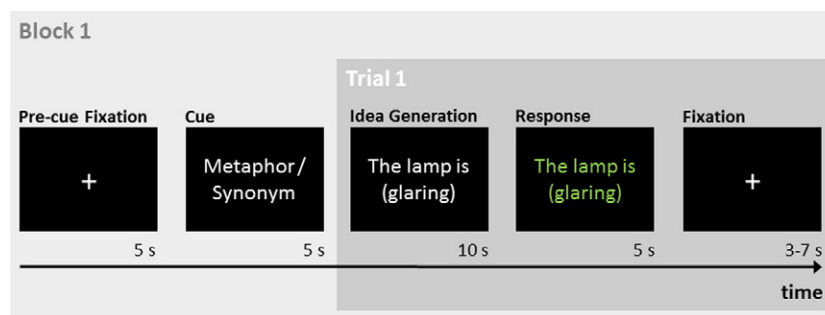 Block 1
Trial 1
Pre-cue Fixation
Cue
Idea Generation
Response
Fixation
+
Metaphor /
Synonym
The lamp is
(glaring)
The lamp is
(glaring)
+
5 s
5 s
10 s
5 s
3-7 s
time